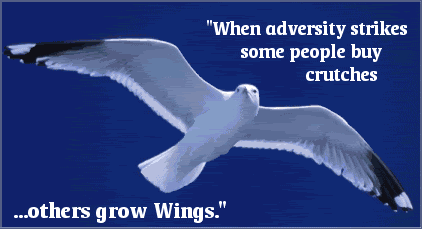 "When adversity strikes
some people buy
crutches
...others grow Wings."